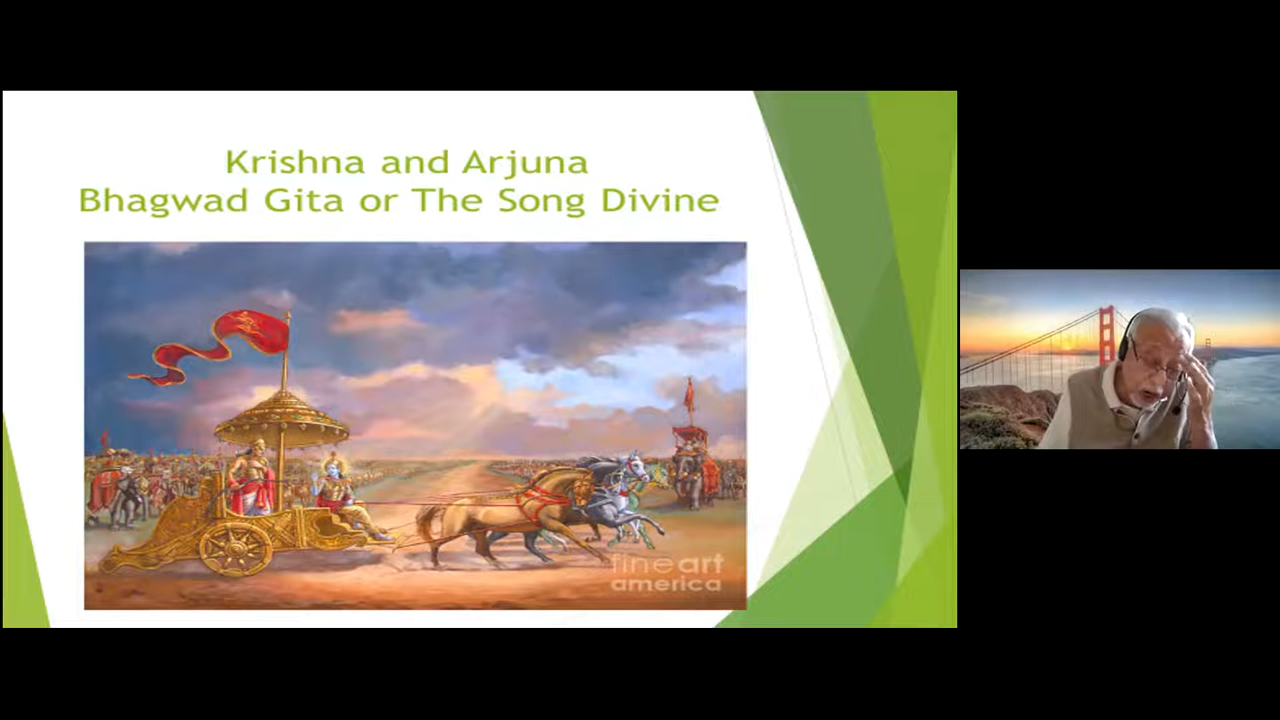 Krishna and Arjuna
Bhagwad Gita or The Song Divine
fineart
america